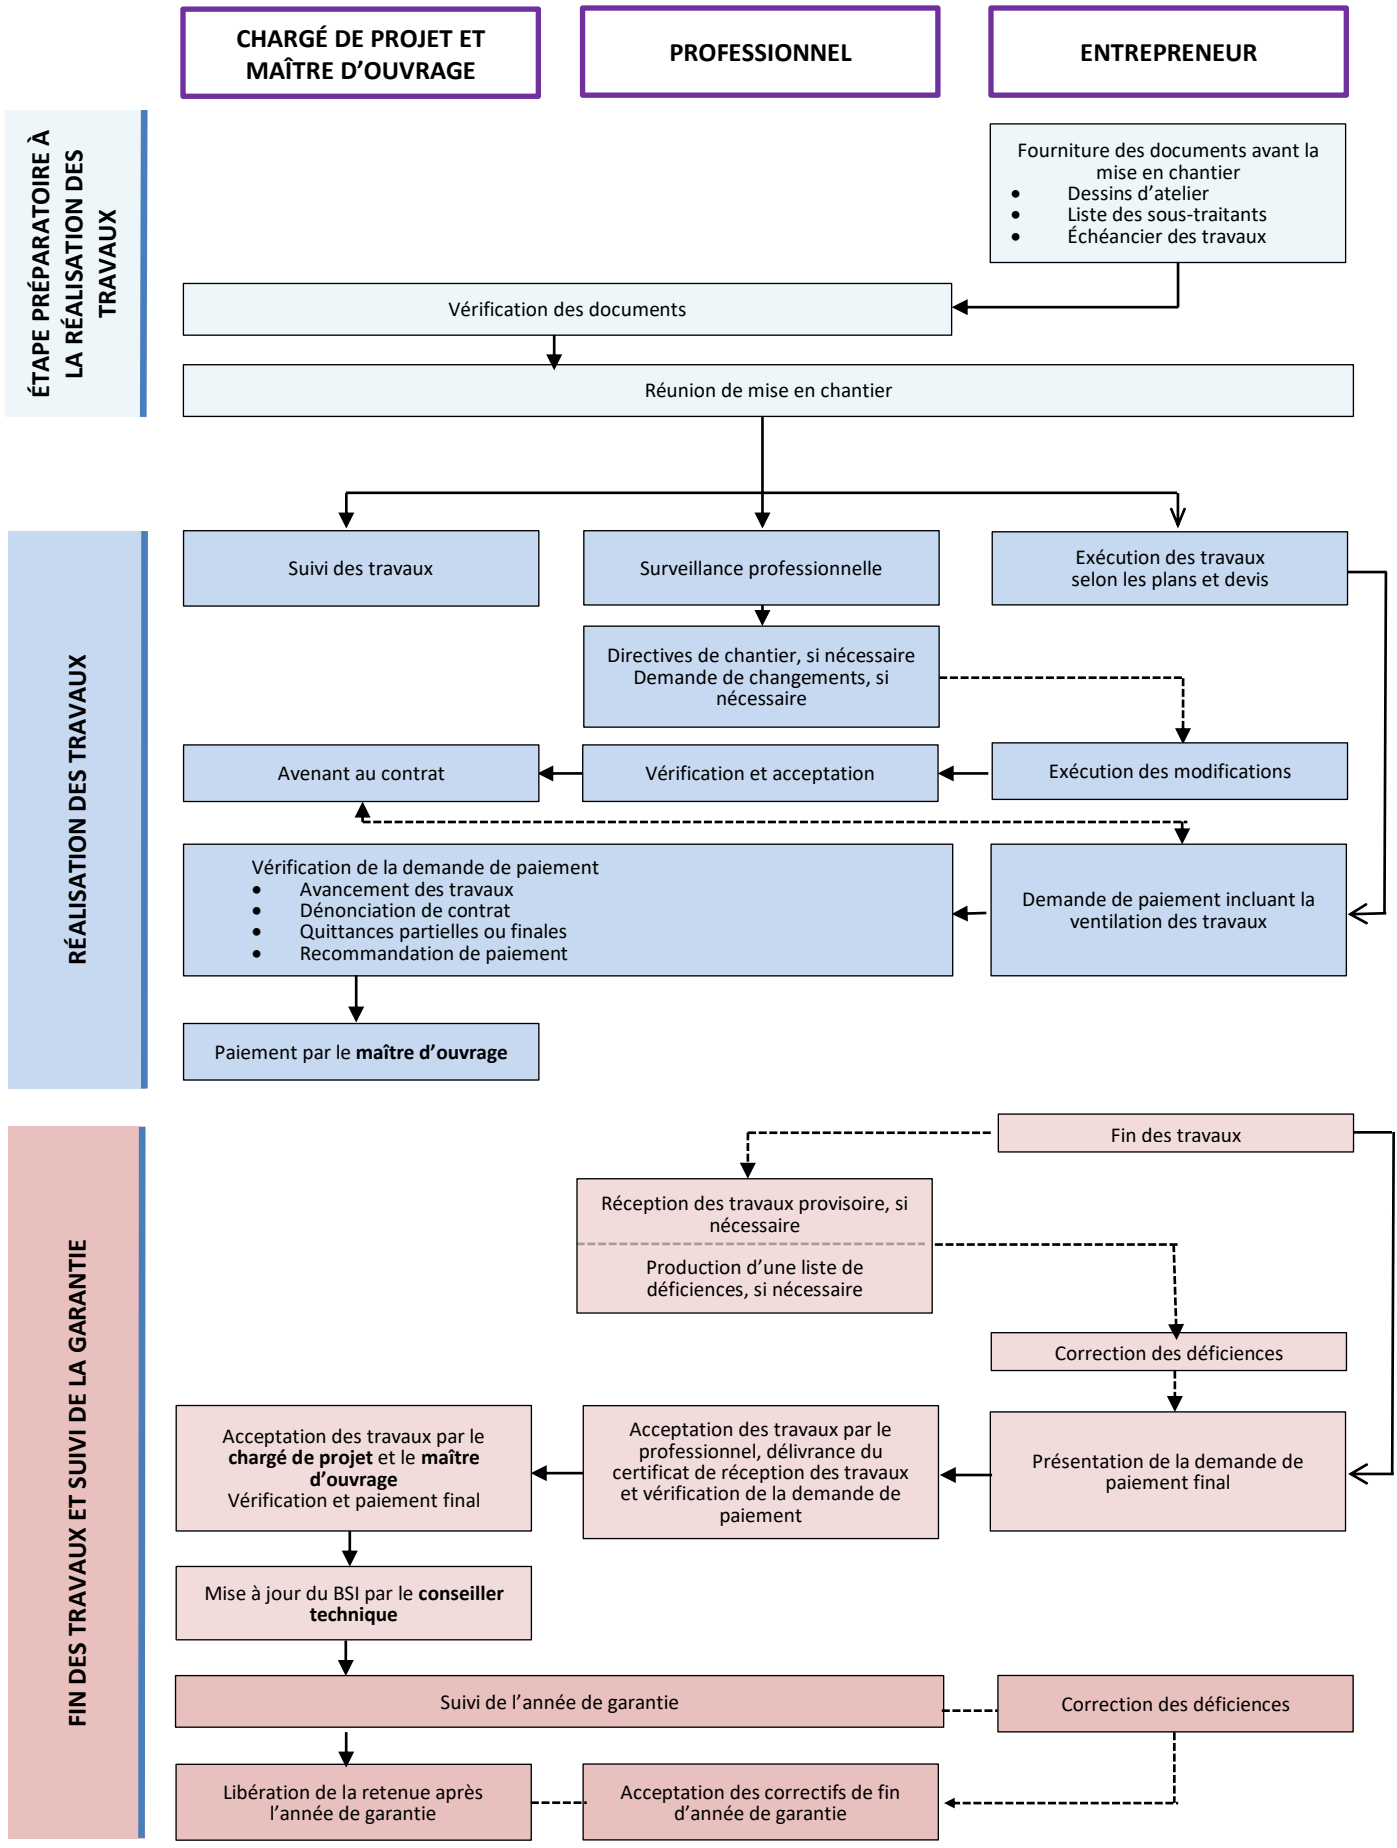 CHARGÉ DE PROJET ET
MAÎTRE D’OUVRAGE
PROFESSIONNEL
ENTREPRENEUR
ÉTAPE PRÉPARATOIRE À
LA RÉALISATION DES
TRAVAUX
Fourniture des documents avant la
mise en chantier
• Dessins d’atelier
• Liste des sous-traitants
• Échéancier des travaux
Vérification des documents
Réunion de mise en chantier
RÉALISATION DES TRAVAUX
Suivi des travaux
Surveillance professionnelle
Exécution des travaux
selon les plans et devis
Directives de chantier, si nécessaire
Demande de changements, si
nécessaire
Avenant au contrat
Vérification et acceptation
Exécution des modifications
Vérification de la demande de paiement
• Avancement des travaux
• Dénonciation de contrat
• Quittances partielles ou finales
• Recommandation de paiement
Demande de paiement incluant la
ventilation des travaux
Paiement par le maître d’ouvrage
FIN DES TRAVAUX ET SUIVI DE LA GARANTIE
Fin des travaux
Réception des travaux provisoire, si
nécessaire
Production d’une liste de
déficiences, si nécessaire
Correction des déficiences
Acceptation des travaux par le
chargé de projet et le maître
d’ouvrage
Vérification et paiement final
Acceptation des travaux par le
professionnel, délivrance du
certificat de réception des travaux
et vérification de la demande de
paiement
Présentation de la demande de
paiement final
Mise à jour du BSI par le conseiller
technique
Suivi de l’année de garantie
Correction des déficiences
Libération de la retenue après
l’année de garantie
Acceptation des correctifs de fin
d’année de garantie